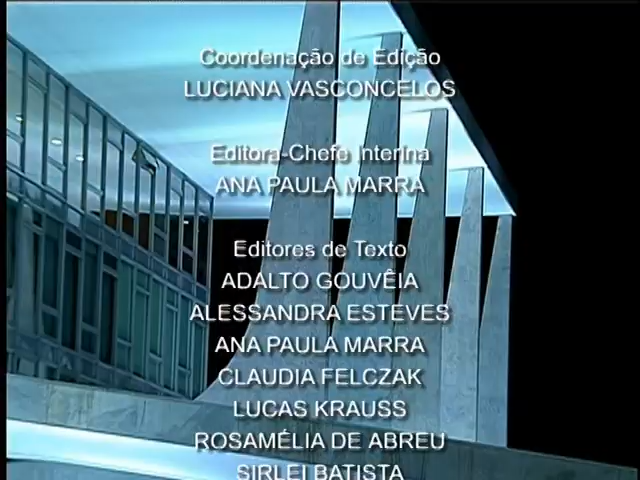 Coordenação de Edição
LUCIANA VASCONCELOS
Editora-Chefe Interina
ANA PAULA MARRA
Editores de Texto
ADALTO GOUVÊIA
ALESSANDRA ESTEVES
ANA PAULA MARRA
CLAUDIA FELCZAK
LUCAS KRAUSS
ROSAMÉLIA DE ABREU
SIRLEI BATISTA